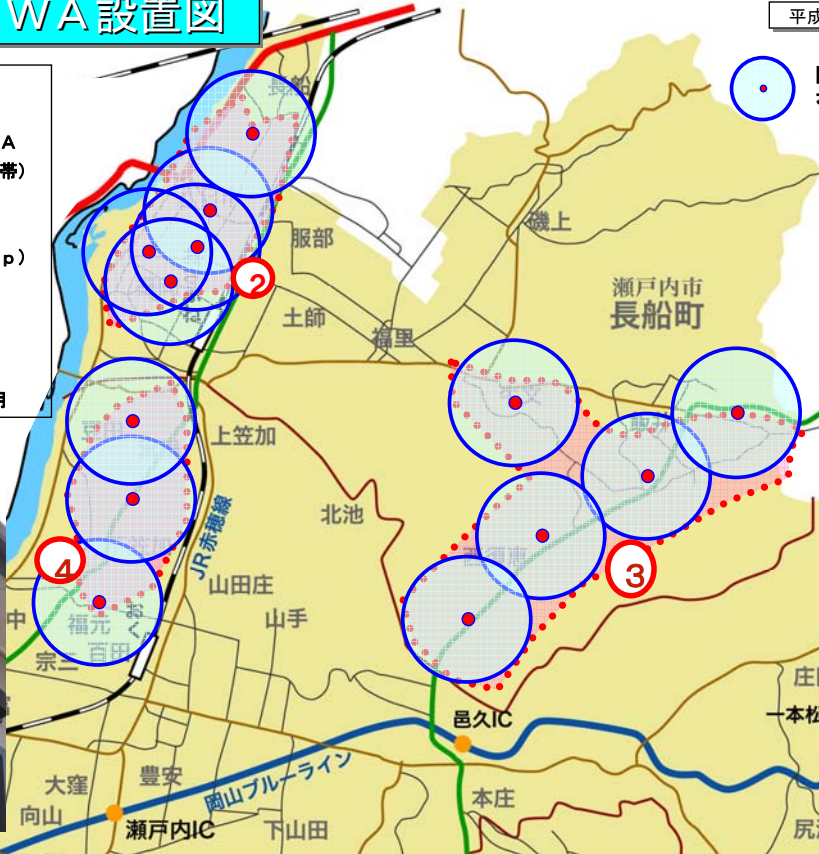 ＷＡ設置図
平成
Ａ
帯）
ｐ）
月
長船
服部
磯上
②
土師
福里
瀬戸内市
長船町
上笠加
JR赤穂線
北池
④
③
山田庄
山手
中
福元
百田
宗三
おく
邑久IC
庄田
一本松
大窪
豊安
岡山ブルーライン
本庄
向山
瀬戸内IC
下山田
尻海